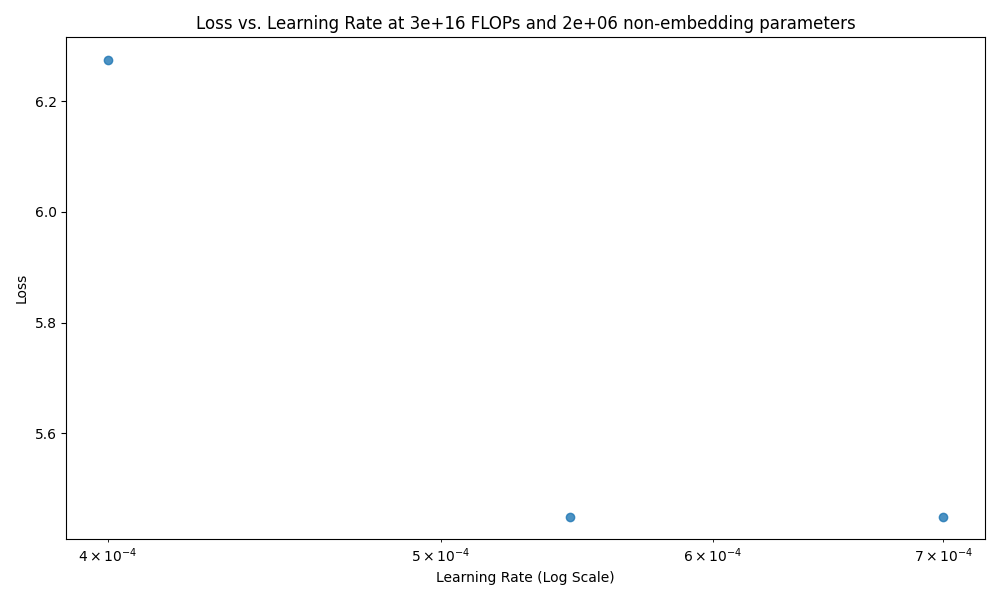 Loss vs. Learning Rate at 3e+16 FLOPs and 2e+06 non-embedding parameters
6.2
6.0
5.8
5.6
Loss
4 × 10⁻⁴
5 × 10⁻⁴
6 × 10⁻⁴
7 × 10⁻⁴
Learning Rate (Log Scale)